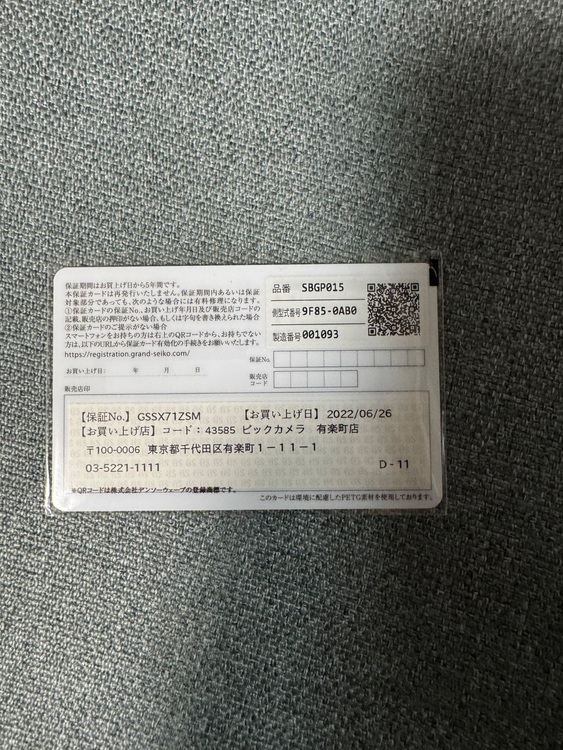 保証期間はお買い上げ日から5年間です。
本保証カードは再発行いたしません。保証期間内あるいは保証
対象部分であっても、次のような場合には有料修理になります。
①保証カードの保証No.、お買い上げ年月日及び販売店コードの
記載、販売店の押印がない場合、もしくは字句を書き換えられた場合
②保証カードのご提示がない場合
スマートフォンをお持ちの方は右上のQRコードから、お持ちでない
方は、以下のURLから保証カード有効化の手続きをお願いします。
https://registration.grand-seiko.com/
品番 SBGP015
側型式番号 9F85-0AB0
製造番号 001093
保証No.
お買い上げ日: 年 月 日
販売店
コード
販売店印
【保証No.】GSSX71ZSM 【お買い上げ日】2022/06/26
【お買い上げ店】コード:43585 ビックカメラ 有楽町店
〒100-0006 東京都千代田区有楽町1-11-1
03-5221-1111 D-11
※QRコードは株式会社デンソーウェーブの登録商標です。
このカードは環境に配慮したPETG素材を使用しております。